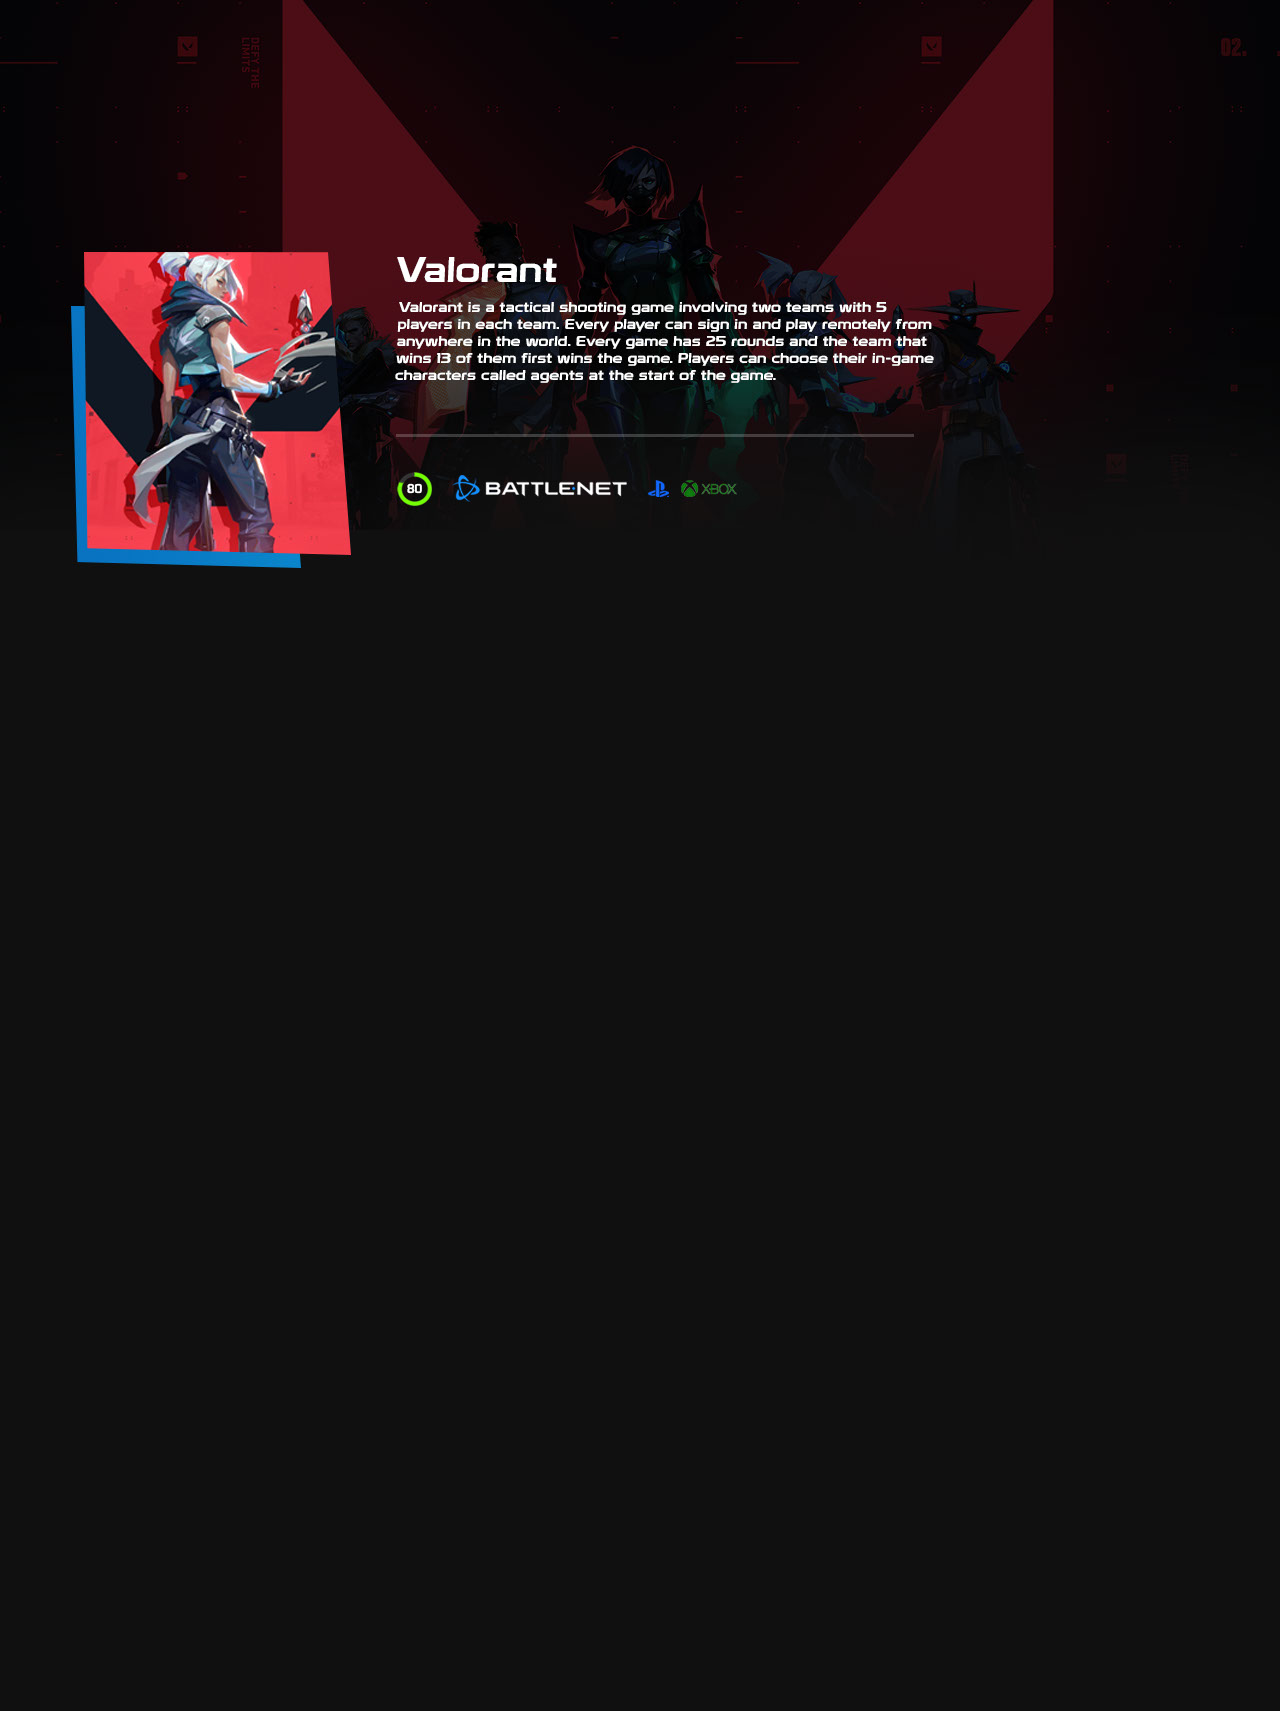 DEFY THE
LIMITS
02.
Valorant
Valorant is a tactical shooting game involving two teams with 5
players in each team. Every player can sign in and play remotely from
anywhere in the world. Every game has 25 rounds and the team that
wins 13 of them first wins the game. Players can choose their in-game
characters called agents at the start of the game.
80 BATTLE.NET XBOX